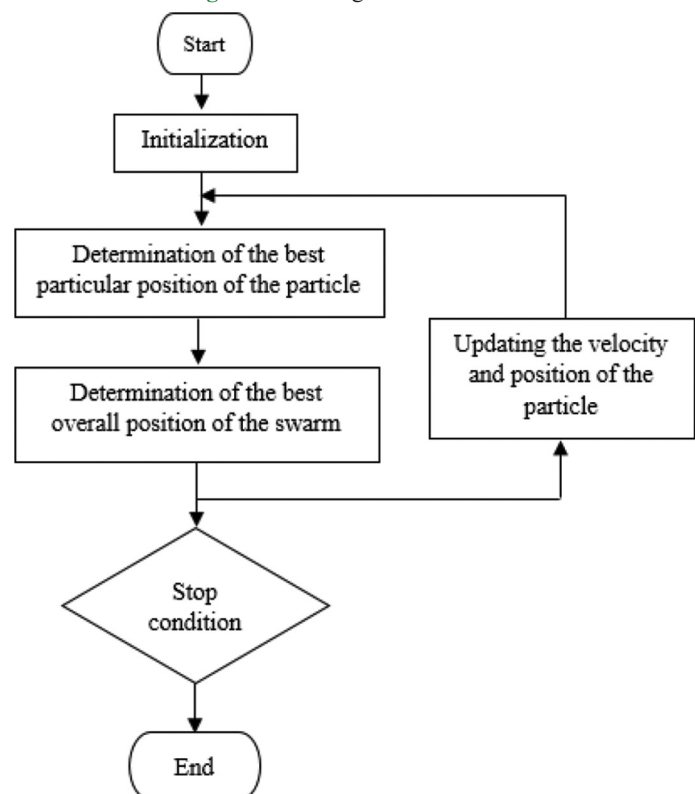 Start
Initialization
Determination of the best
particular position of the particle
Updating the velocity
and position of the
particle
Determination of the best
overall position of the swarm
Stop
condition
End